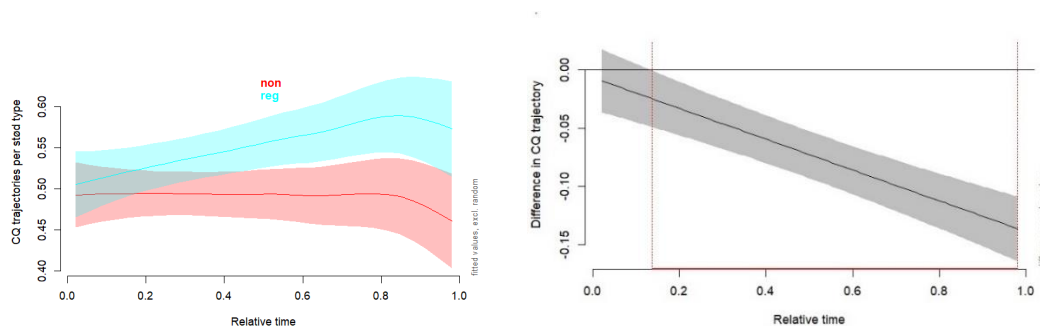 CQ trajectories per sted type
0.60
0.55
0.50
0.45
0.40
non
reg
fitted values, excl. random
0.0 0.2 0.4 0.6 0.8 1.0
Relative time
Difference in CQ trajectory
0.00
-0.05
-0.10
-0.15
0.0 0.2 0.4 0.6 0.8 1.0
Relative time